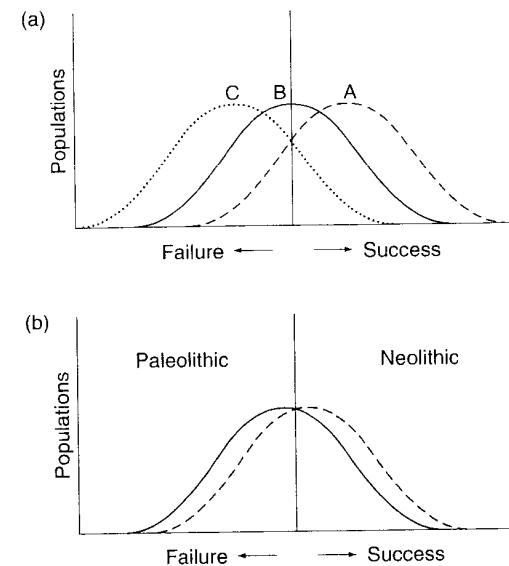 (a)
C B A
Populations
Failure ← → Success
(b)
Paleolithic Neolithic
Populations
Failure ← → Success